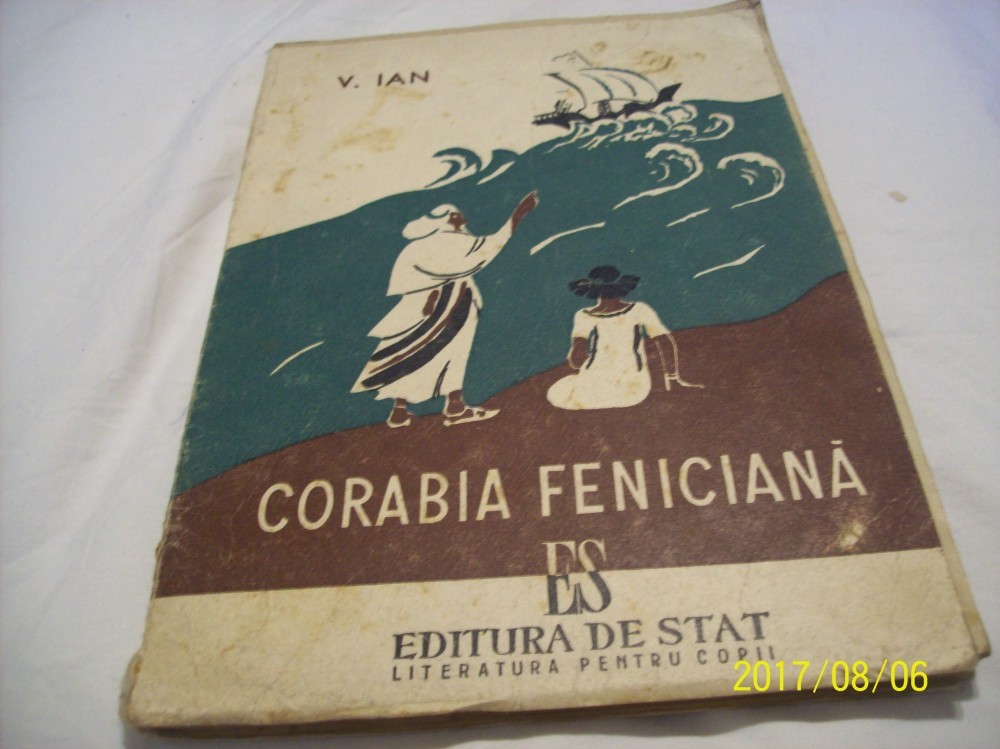 V. IAN
CORABIA FENICIANĂ
ES
EDITURA DE STAT
LITERATURA PENTRU COPII
2017/08/06